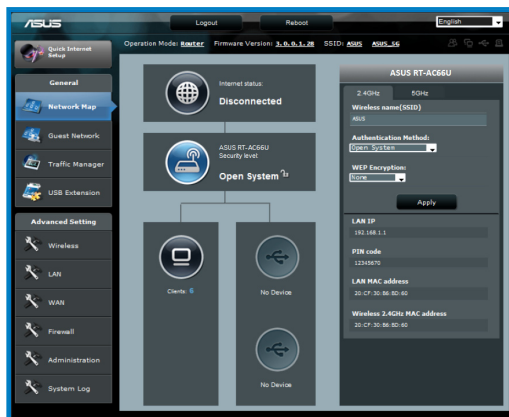 ASUS
Logout
Reboot
English
Quick Internet
Setup
Operation Mode: Router Firmware Version: 3.0.0.1.28 SSID: ASUS ASUS_5G
General
Network Map
Guest Network
Traffic Manager
USB Extension
Advanced Setting
Wireless
LAN
WAN
Firewall
Administration
System Log
Internet status:
Disconnected
ASUS RT-AC66U
Security level
Open System
Clients: 6
No Device
No Device
ASUS RT-AC66U
2.4GHz 5GHz
Wireless name(SSID)
ASUS
Authentication Method:
Open System
WEP Encryption:
None
Apply
LAN IP
192.168.1.1
PIN code
12345670
LAN MAC address
20:CF:30:B6:BD:60
Wireless 2.4GHz MAC address
20:CF:30:B6:BD:60